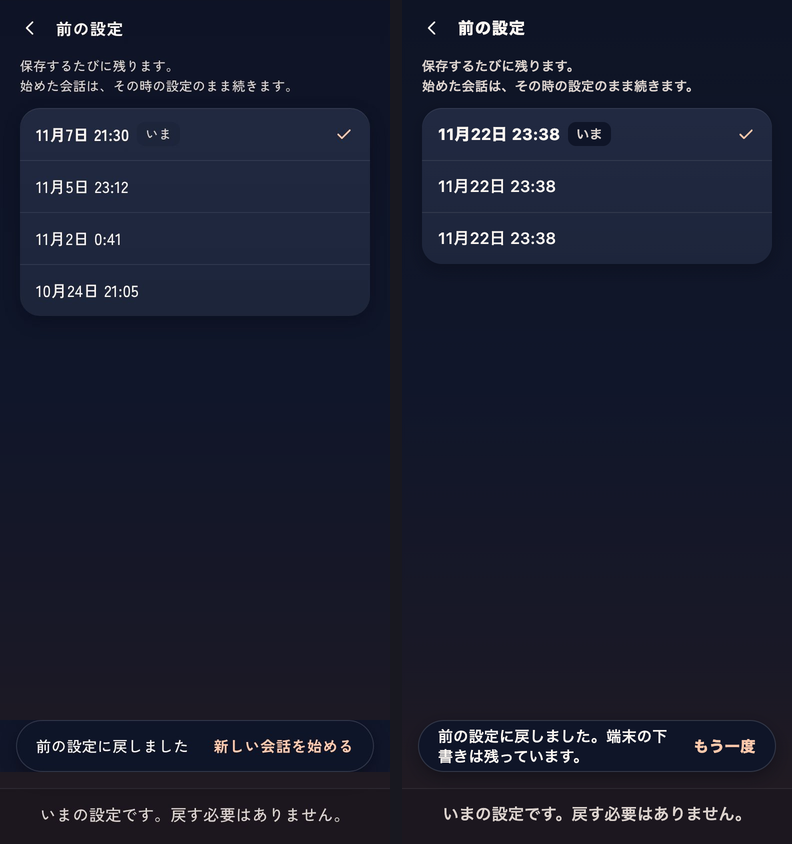 前の設定
保存するたびに残ります。
始めた会話は、その時の設定のまま続きます。
11月7日 21:30 いま
11月5日 23:12
11月2日 0:41
10月24日 21:05
前の設定に戻しました 新しい会話を始める
いまの設定です。戻す必要はありません。
前の設定
保存するたびに残ります。
始めた会話は、その時の設定のまま続きます。
11月22日 23:38 いま
11月22日 23:38
11月22日 23:38
前の設定に戻しました。端末の下
書きは残っています。
もう一度
いまの設定です。戻す必要はありません。